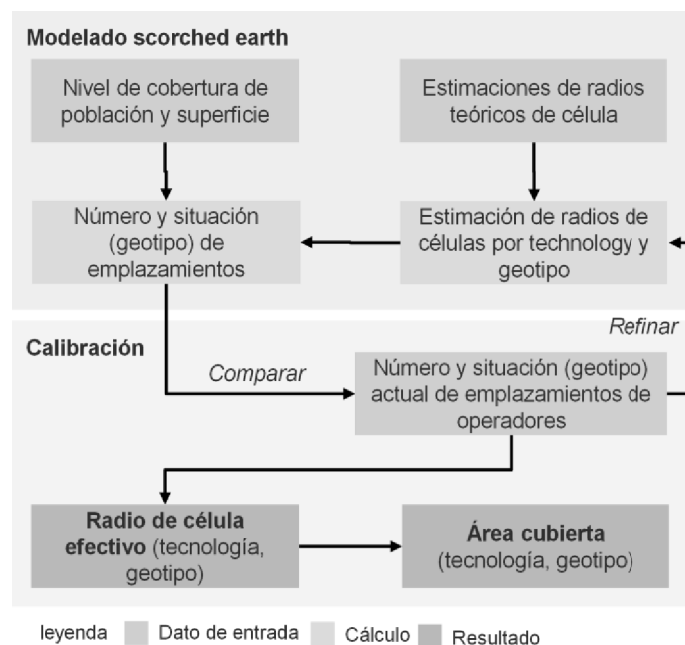 Modelado scorched earth
Nivel de cobertura de
población y superficie
Estimaciones de radios
teóricos de célula
Número y situación
(geotipo) de
emplazamientos
Estimación de radios de
células por technology y
geotipo
Refinar
Calibración
Comparar
Número y situación (geotipo)
actual de emplazamientos de
operadores
Radio de célula
efectivo (tecnología,
geotipo)
Área cubierta
(tecnología, geotipo)
leyenda Dato de entrada Cálculo Resultado